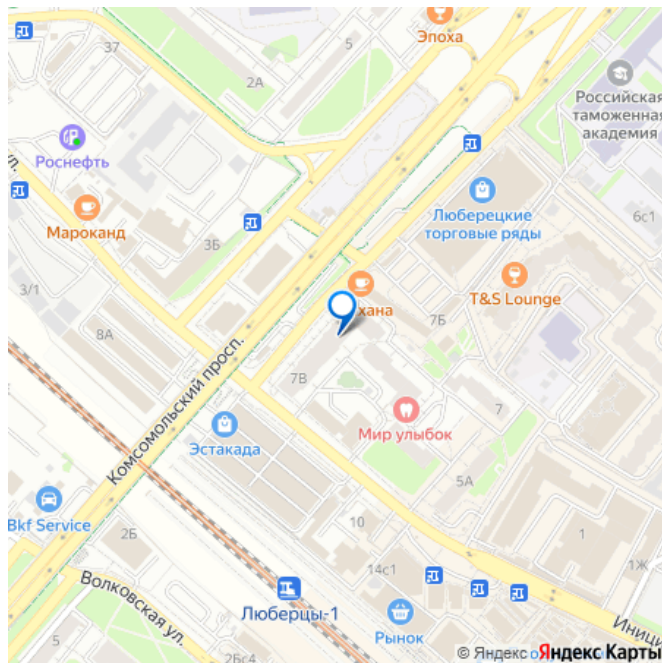 Эпоха
37
5
2А
Российская
таможенная
академия
Роснефть
ул.
Мароканд
3Б
Люберецкие
торговые ряды
6с1
T&S Lounge
3/1
хана
7Б
8А
Комсомольский просп.
7В
7
Мир улыбок
Эстакада
5А
Bkf Service
2Б
10
1
14с1
1Ж
Волковская ул.
Люберцы-1
Рынок
Иници
5
2Бс4
© Яндекс
Яндекс Карты